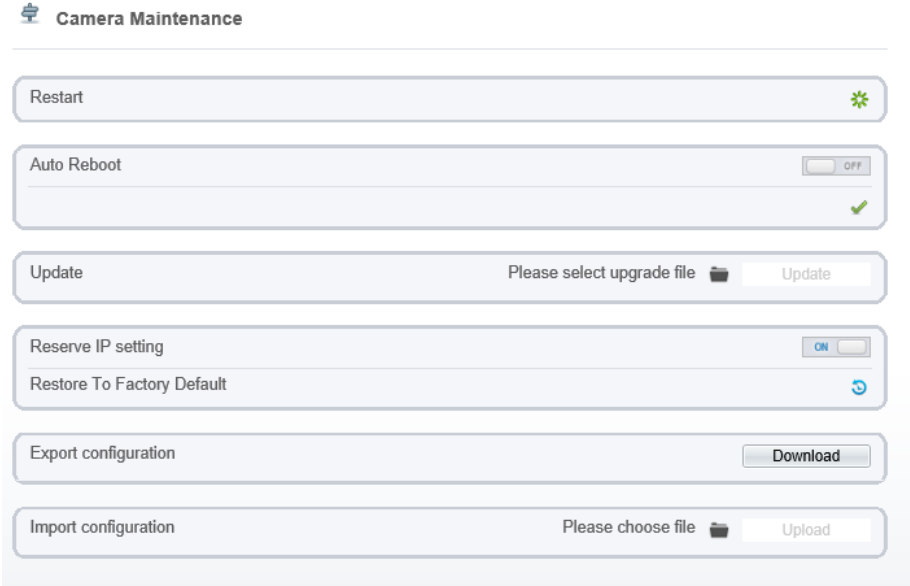 Camera Maintenance
Restart
Auto Reboot OFF
Update Please select upgrade file Update
Reserve IP setting ON
Restore To Factory Default
Export configuration Download
Import configuration Please choose file Upload